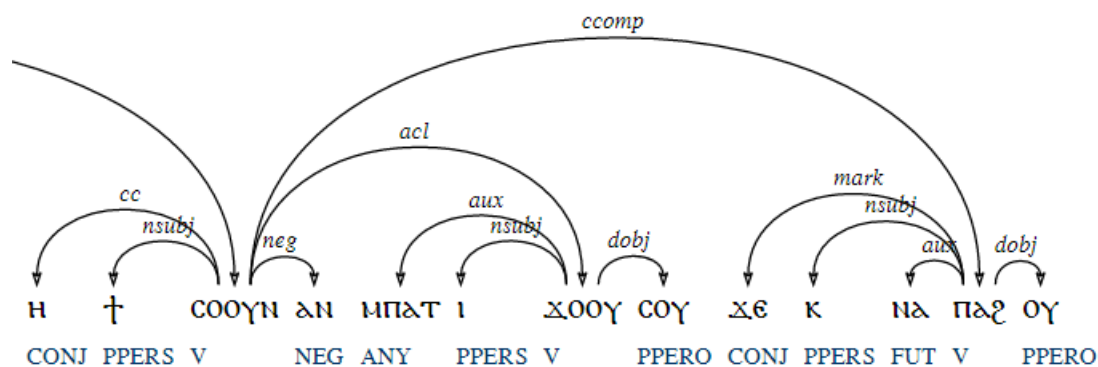 ccomp
acl
cc nsubj neg aux nsubj dobj mark nsubj aux dobj
ⲏ ϯ ⲥⲟⲟⲩⲛ ⲁⲛ ⲙⲡⲁⲧ ⲓ ϫⲟⲟⲩ ⲥⲟⲩ ϫⲉ ⲕ ⲛⲁ ⲡⲁϩ ⲟⲩ
CONJ PPERS V NEG ANY PPERS V PPERO CONJ PPERS FUT V PPERO